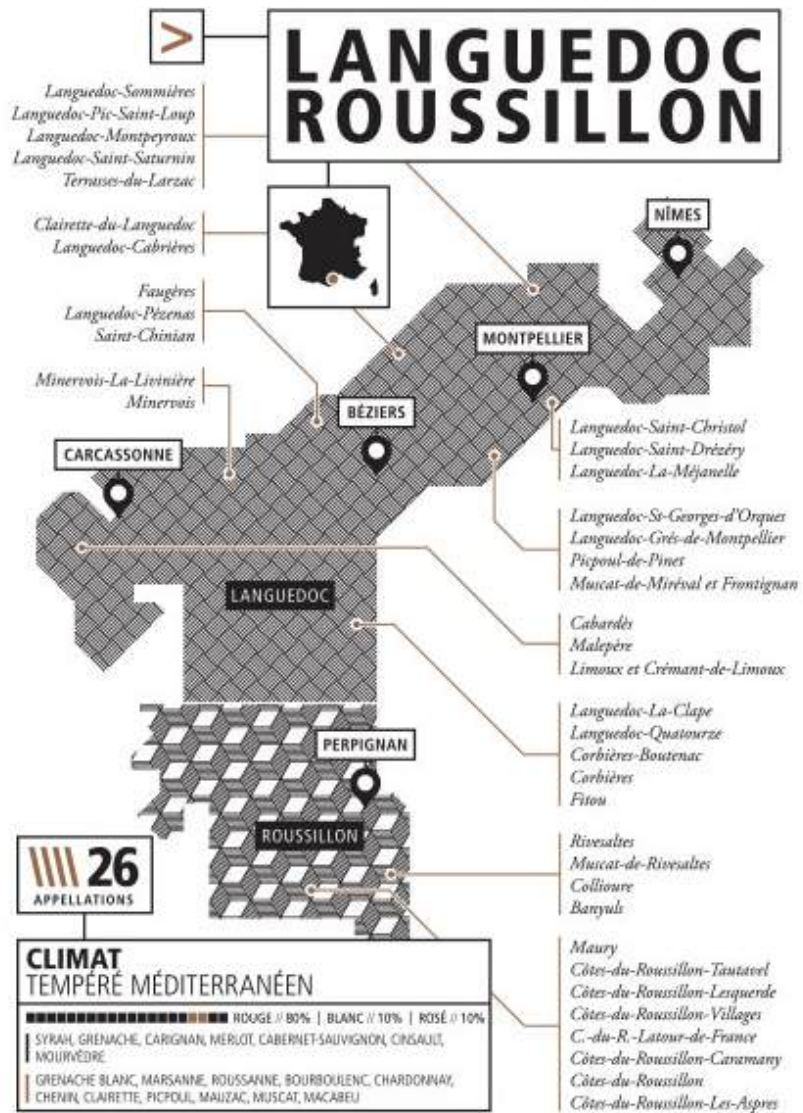 >
LANGUEDOC
ROUSSILLON
Languedoc-Sommières
Languedoc-Pic-Saint-Loup
Languedoc-Montpeyroux
Languedoc-Saint-Saturnin
Terrasses-du-Larzac
Clairette-du-Languedoc
Languedoc-Cabrières
Faugères
Languedoc-Pézenas
Saint-Chinian
Minervois-La-Livinière
Minervois
NÎMES
MONTPELLIER
BÉZIERS
CARCASSONNE
Languedoc-Saint-Christol
Languedoc-Saint-Drézéry
Languedoc-La-Méjanelle
Languedoc-St-Georges-d'Orques
Languedoc-Grés-de-Montpellier
Picpoul-de-Pinet
Muscat-de-Miréval et Frontignan
LANGUEDOC
Cabardès
Malepère
Limoux et Crémant-de-Limoux
Languedoc-La-Clape
Languedoc-Quatourze
Corbières-Boutenac
Corbières
Fitou
PERPIGNAN
ROUSSILLON
Rivesaltes
Muscat-de-Rivesaltes
Collioure
Banyuls
Maury
Côtes-du-Roussillon-Tautavel
Côtes-du-Roussillon-Lesquerde
Côtes-du-Roussillon-Villages
C.-du-R.-Latour-de-France
Côtes-du-Roussillon-Caramany
Côtes-du-Roussillon
Côtes-du-Roussillon-Les-Aspres
26
APPELLATIONS
CLIMAT
TEMPÉRÉ MÉDITERRANÉEN
ROUGE // 80% | BLANC // 10% | ROSÉ // 10%
SYRAH, GRENACHE, CARIGNAN, MERLOT, CABERNET-SAUVIGNON, CINSAULT,
MOURVÈDRE
GRENACHE BLANC, MARSANNE, ROUSSANNE, BOURBOULENC, CHARDONNAY,
CHENIN, CLAIRETTE, PICPOUL, MAUZAC, MUSCAT, MACABEU